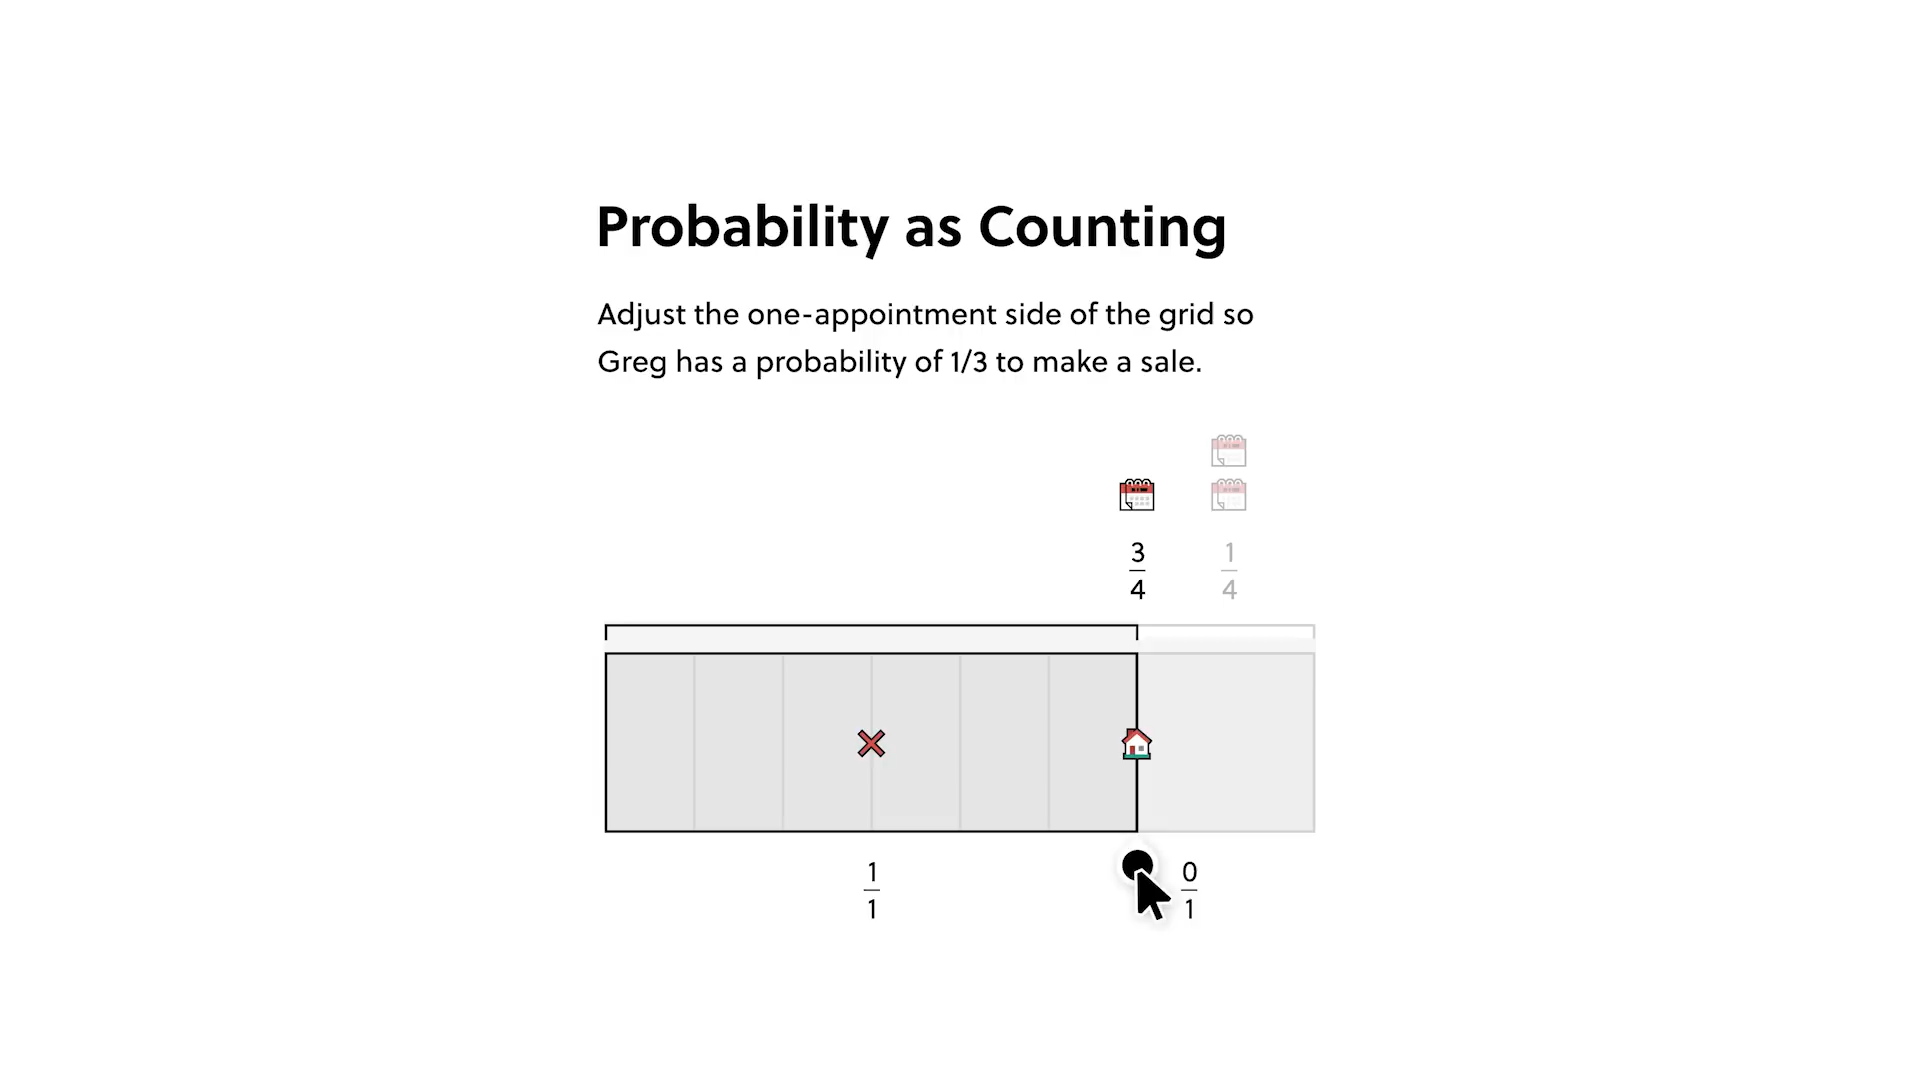 Probability as Counting
Adjust the one-appointment side of the grid so
Greg has a probability of 1/3 to make a sale.
3
4
1
4
1
1
0
1